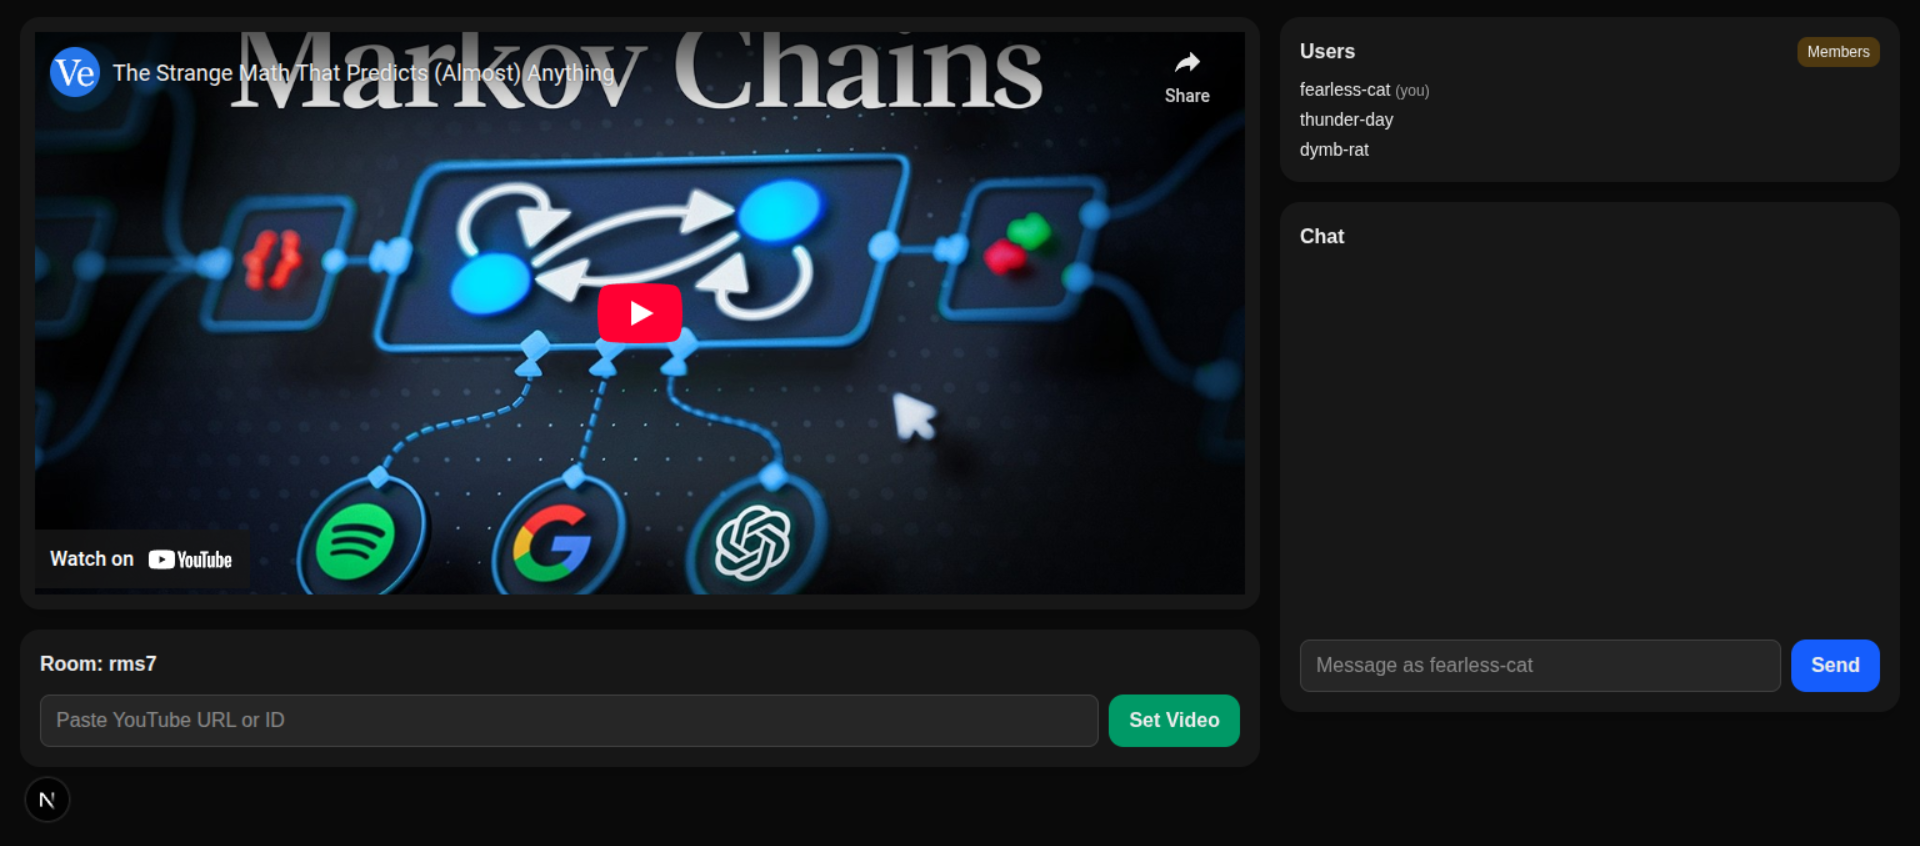 Markov Chains
Ve
The Strange Math That Predicts (Almost) Anything
Share
Watch on YouTube
Room: rms7
Paste YouTube URL or ID
Set Video
N
Users
Members
fearless-cat (you)
thunder-day
dymb-rat
Chat
Message as fearless-cat
Send